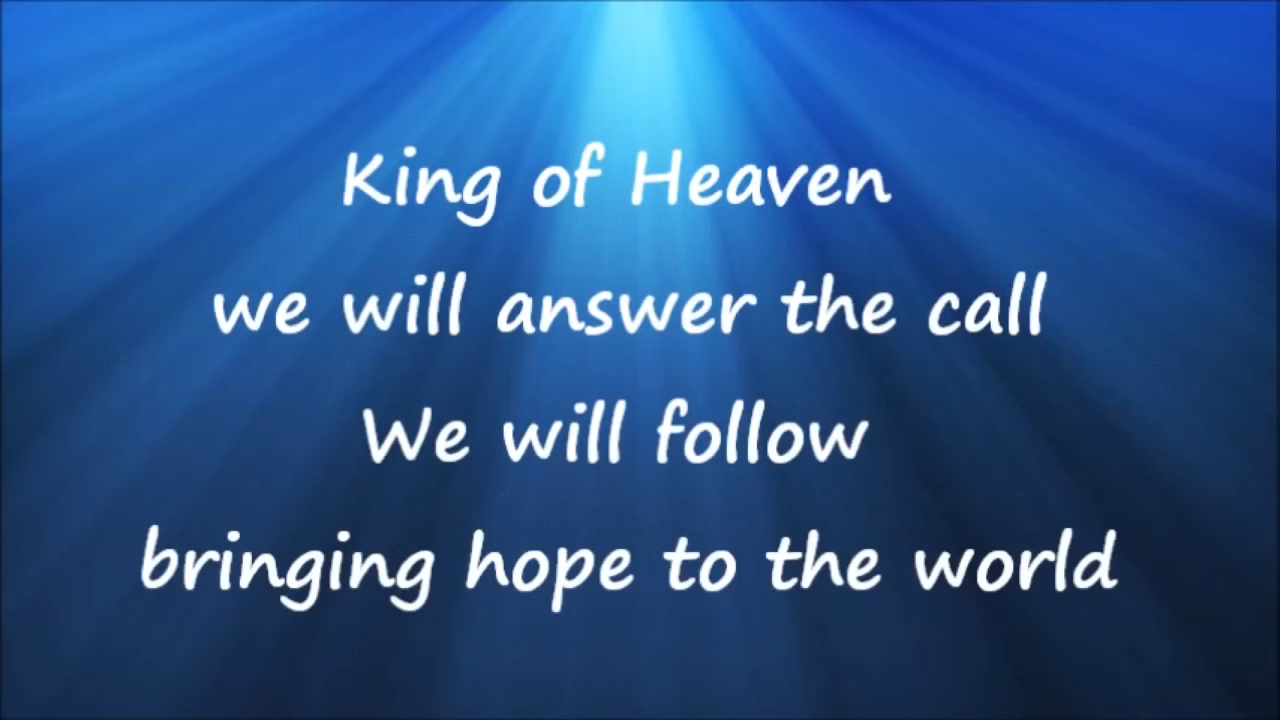 King of Heaven
we will answer the call
We will follow
bringing hope to the world